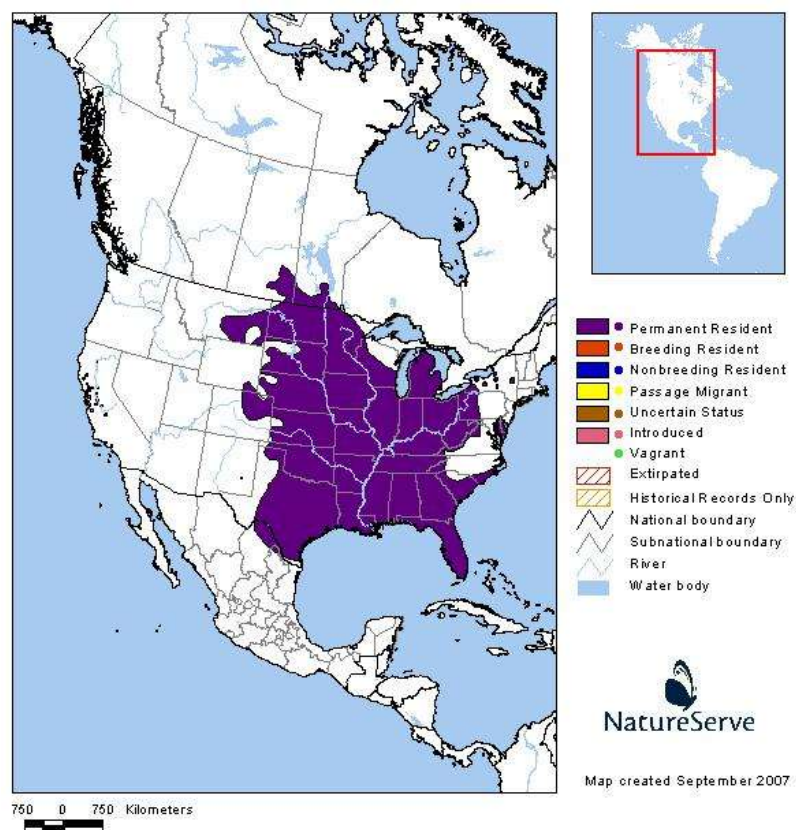 Permanent Resident
Breeding Resident
Nonbreeding Resident
Passage Migrant
Uncertain Status
Introduced
Vagrant
Extirpated
Historical Records Only
National boundary
Subnational boundary
River
Water body
NatureServe
Map created September 2007
750 0 750 Kilometers